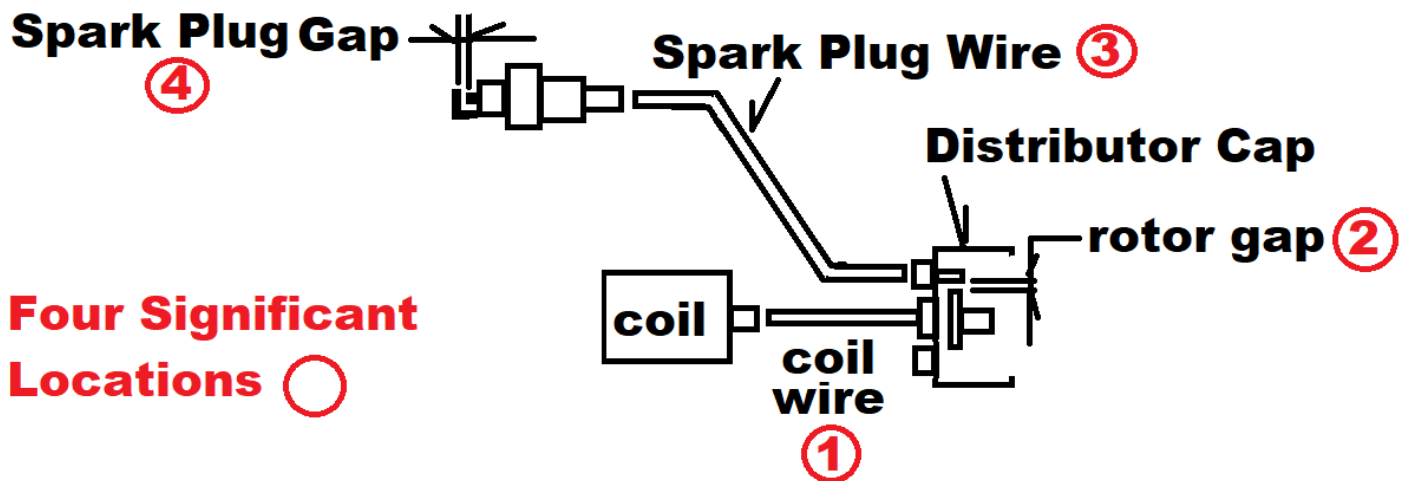 Spark Plug Gap
4
Spark Plug Wire 3
Distributor Cap
rotor gap 2
coil
coil
wire
1
Four Significant
Locations